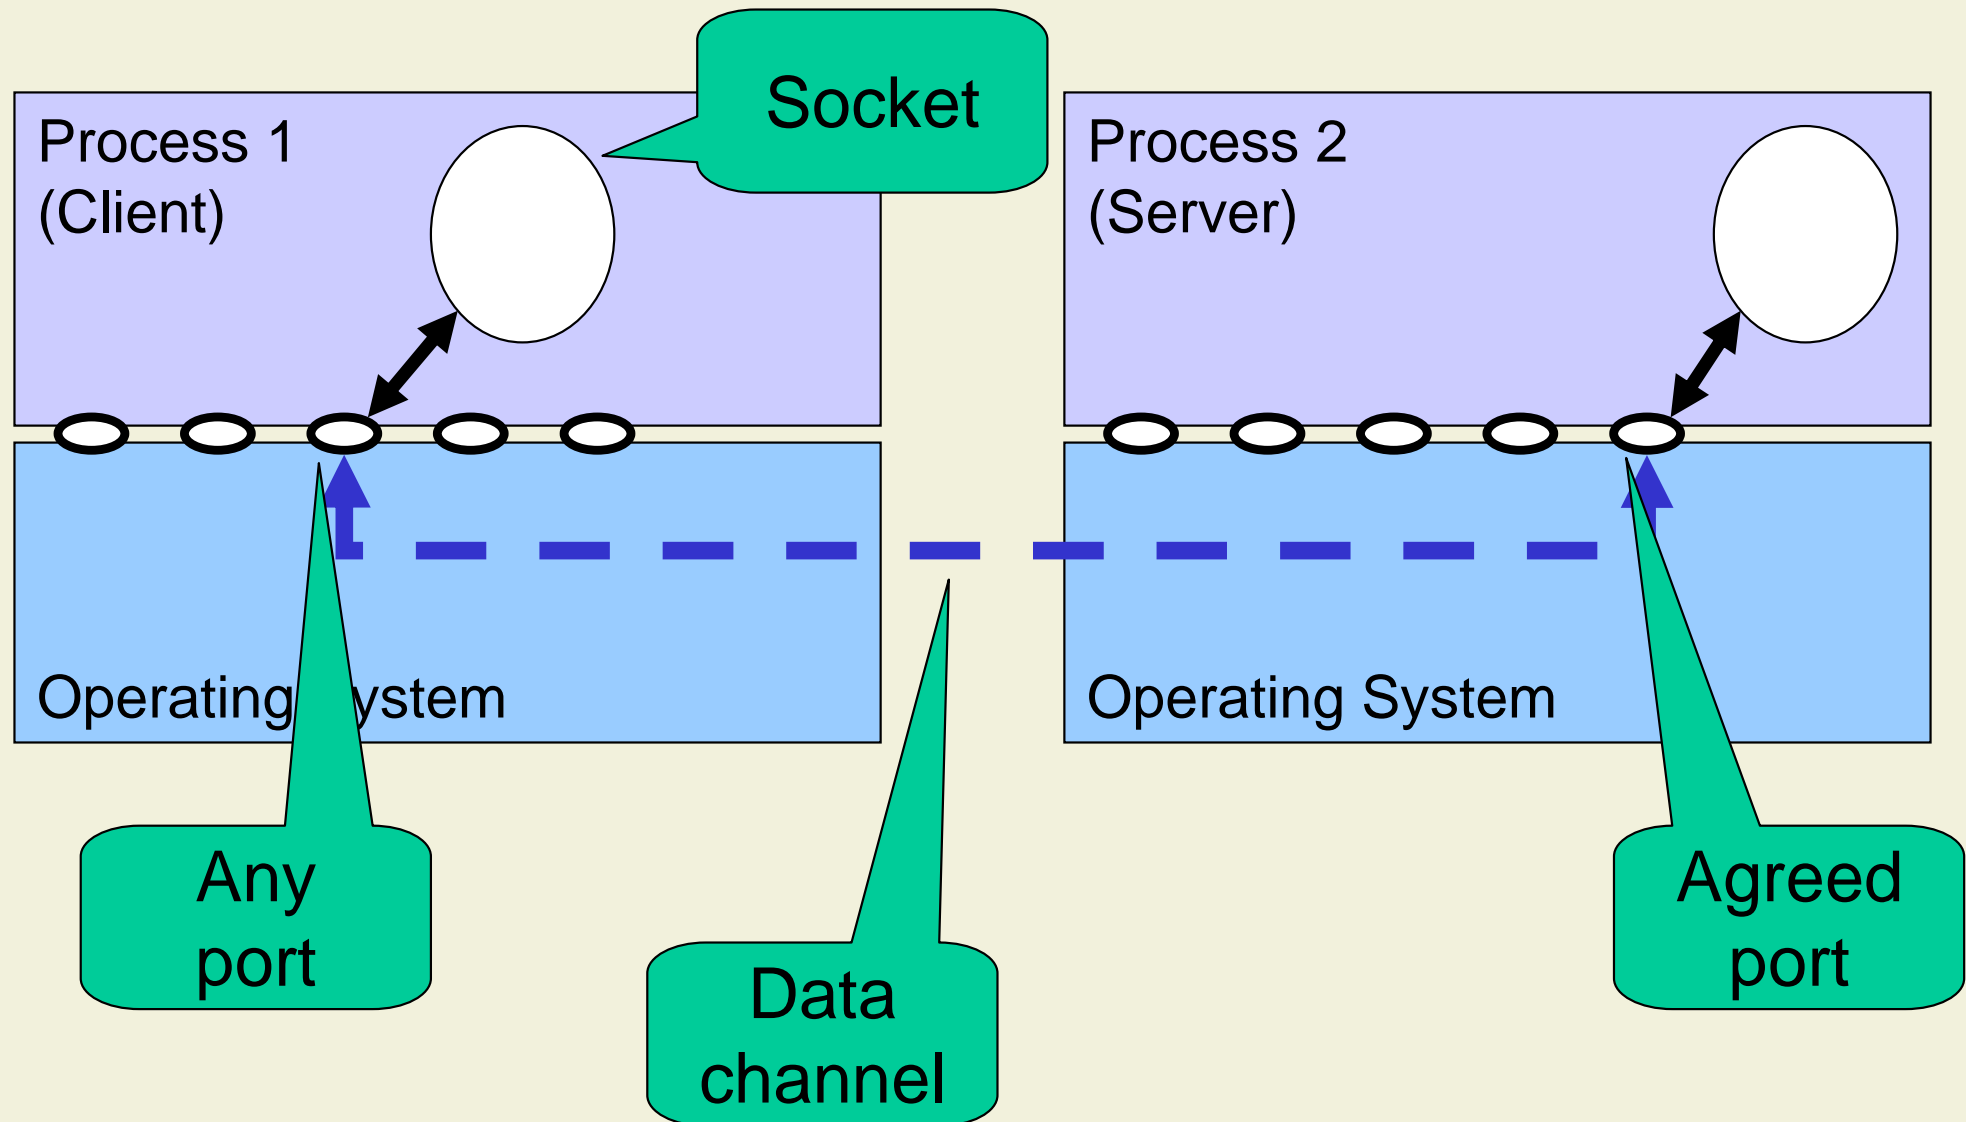 Socket
Process 1
(Client)
Process 2
(Server)
Operating ystem
Operating System
Any
port
Data
channel
Agreed
port